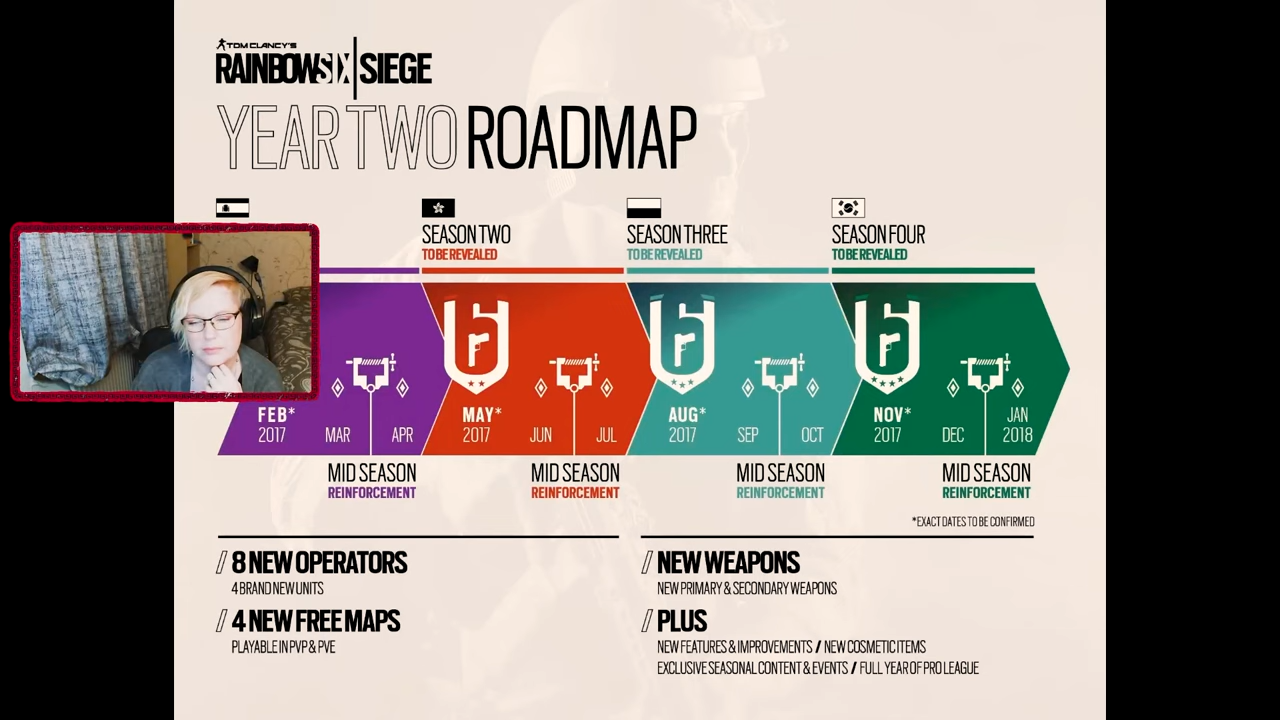 TOM CLANCY'S
RAINBOWSIX|SIEGE
YEAR TWO ROADMAP
SEASON TWO
TO BE REVEALED
SEASON THREE
TO BE REVEALED
SEASON FOUR
TO BE REVEALED
FEB*
2017
MAR
APR
MAY*
2017
JUN
JUL
AUG*
2017
SEP
OCT
NOV*
2017
DEC
JAN
2018
MID SEASON
REINFORCEMENT
MID SEASON
REINFORCEMENT
MID SEASON
REINFORCEMENT
MID SEASON
REINFORCEMENT
*EXACT DATES TO BE CONFIRMED
// 8 NEW OPERATORS
4 BRAND NEW UNITS
// 4 NEW FREE MAPS
PLAYABLE IN PVP & PVE
// NEW WEAPONS
NEW PRIMARY & SECONDARY WEAPONS
// PLUS
NEW FEATURES & IMPROVEMENTS // NEW COSMETIC ITEMS
EXCLUSIVE SEASONAL CONTENT & EVENTS // FULL YEAR OF PRO LEAGUE